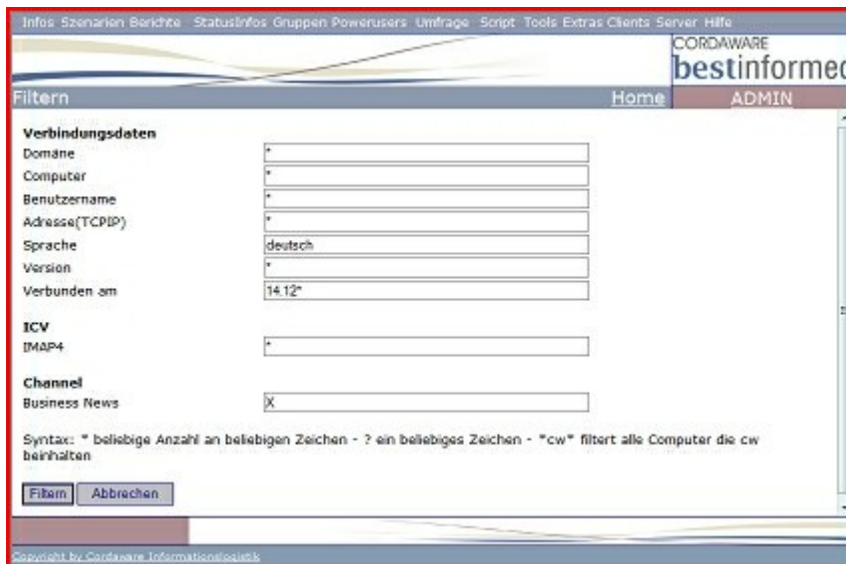 Infos Szenarien Berichte StatusInfos Gruppen Powerusers Umfrage Script Tools Extras Clients Server Hilfe
CORDAWARE
bestinformed
Filtern Home ADMIN
Verbindungsdaten
Domäne *
Computer *
Benutzername *
Adresse(TCPIP) *
Sprache deutsch
Version *
Verbunden am 14.12*
ICV
IMAP4 *
Channel
Business News X
Syntax: * beliebige Anzahl an beliebigen Zeichen - ? ein beliebiges Zeichen - *cw* filtert alle Computer die cw
beinhalten
Filtern Abbrechen
Copyright by Cordaware Informationslogistik